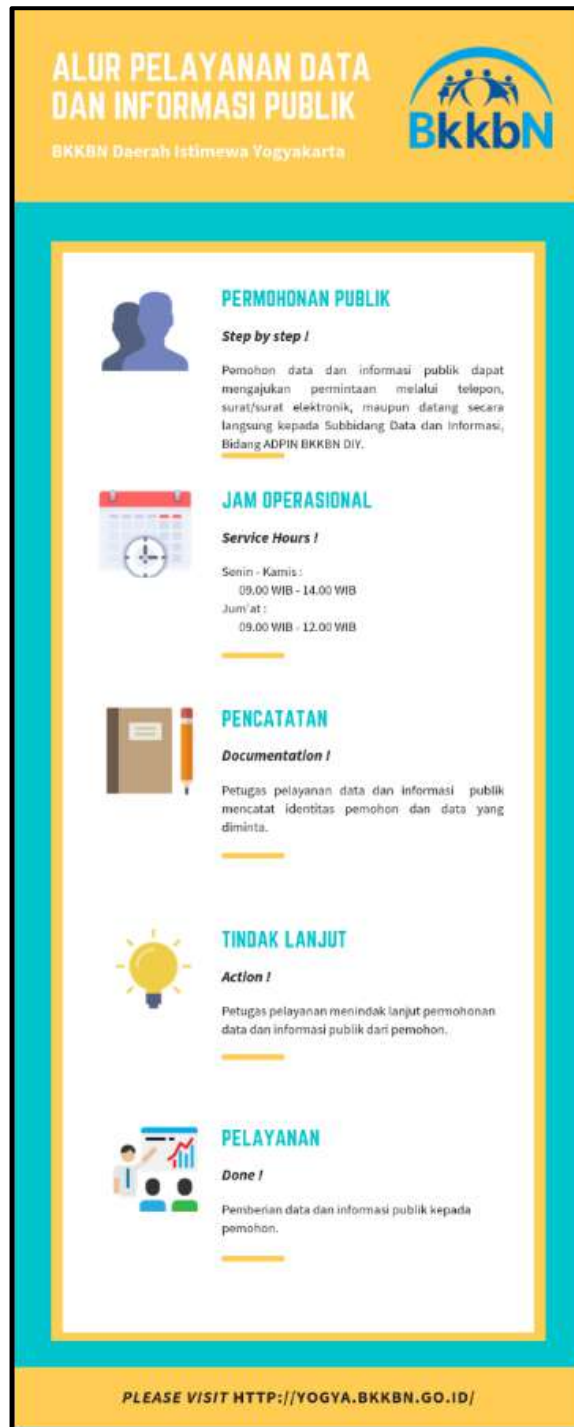 ALUR PELAYANAN DATA
DAN INFORMASI PUBLIK
BKKBN Daerah Istimewa Yogyakarta
BkkbN
PERMOHONAN PUBLIK
Step by step !
Pemohon data dan informasi publik dapat
mengajukan permintaan melalui telepon,
surat/surat elektronik, maupun datang secara
langsung kepada Subbidang Data dan Informasi,
Bidang ADPIN BKKBN DIY.
JAM OPERASIONAL
Service Hours !
Senin - Kamis :
09.00 WIB - 14.00 WIB
Jum'at :
09.00 WIB - 12.00 WIB
PENCATATAN
Documentation !
Petugas pelayanan data dan informasi publik
mencatat identitas pemohon dan data yang
diminta.
TINDAK LANJUT
Action !
Petugas pelayanan menindak lanjut permohonan
data dan informasi publik dari pemohon.
PELAYANAN
Done !
Pemberian data dan informasi publik kepada
pemohon.
PLEASE VISIT HTTP://YOGYA.BKKBN.GO.ID/